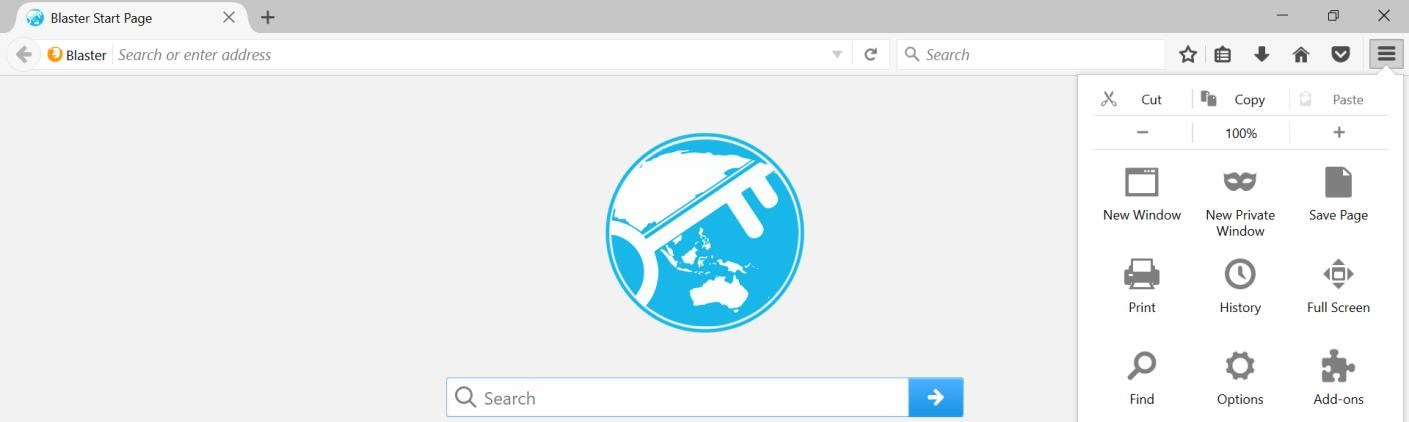 Blaster Start Page
Blaster Search or enter address
Search
Cut Copy Paste
100%
New Window
New Private
Window
Save Page
Print
History
Full Screen
Search
Find
Options
Add-ons